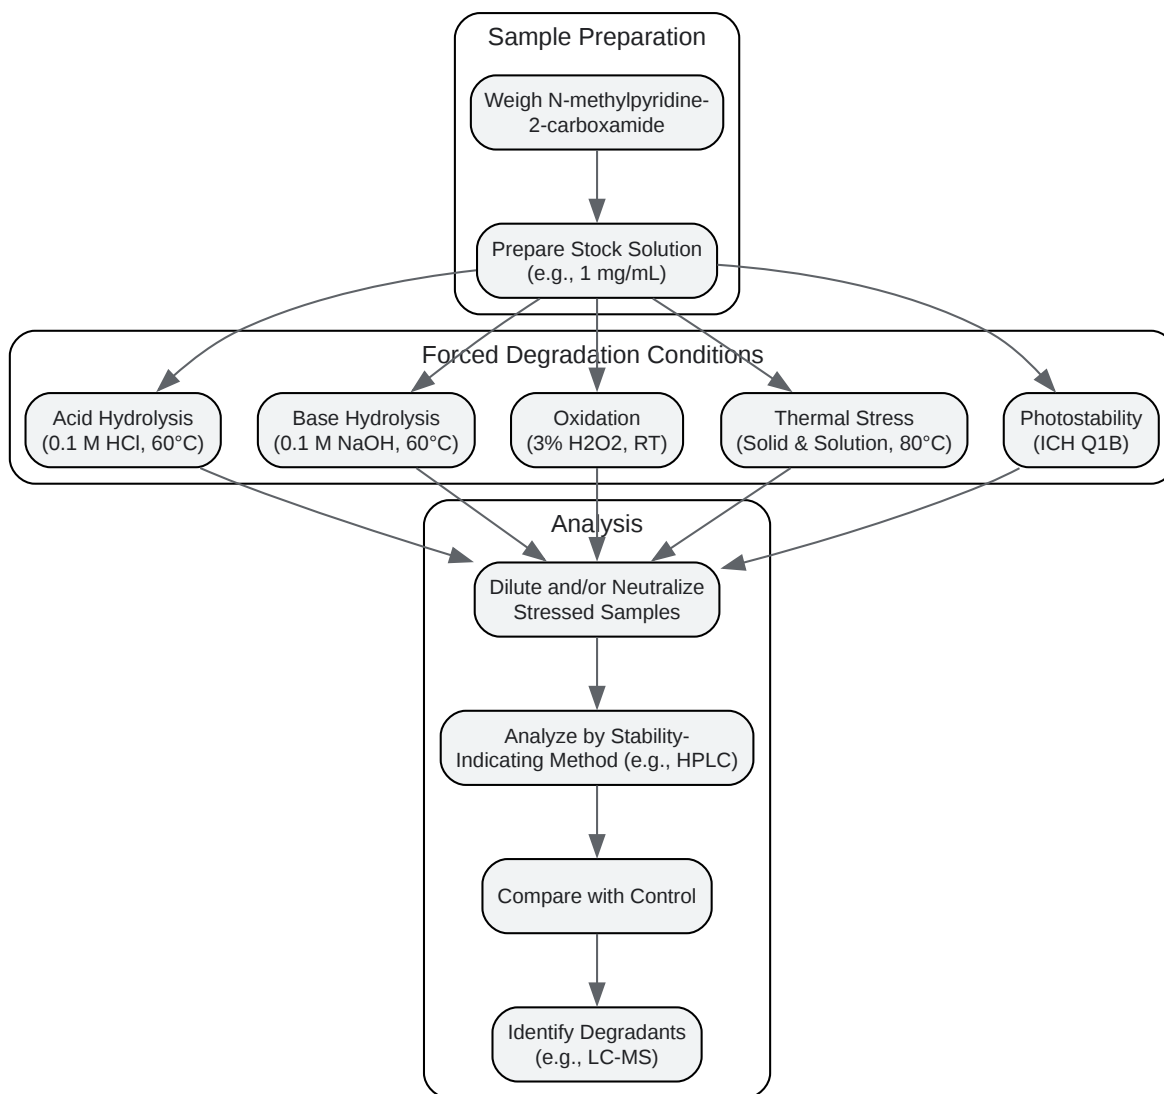 Sample Preparation
Weigh N-methylpyridine-
2-carboxamide
Prepare Stock Solution
(e.g., 1 mg/mL)
Forced Degradation Conditions
Acid Hydrolysis
(0.1 M HCl, 60°C)
Base Hydrolysis
(0.1 M NaOH, 60°C)
Oxidation
(3% H2O2, RT)
Thermal Stress
(Solid & Solution, 80°C)
Photostability
(ICH Q1B)
Analysis
Dilute and/or Neutralize
Stressed Samples
Analyze by Stability-
Indicating Method (e.g., HPLC)
Compare with Control
Identify Degradants
(e.g., LC-MS)